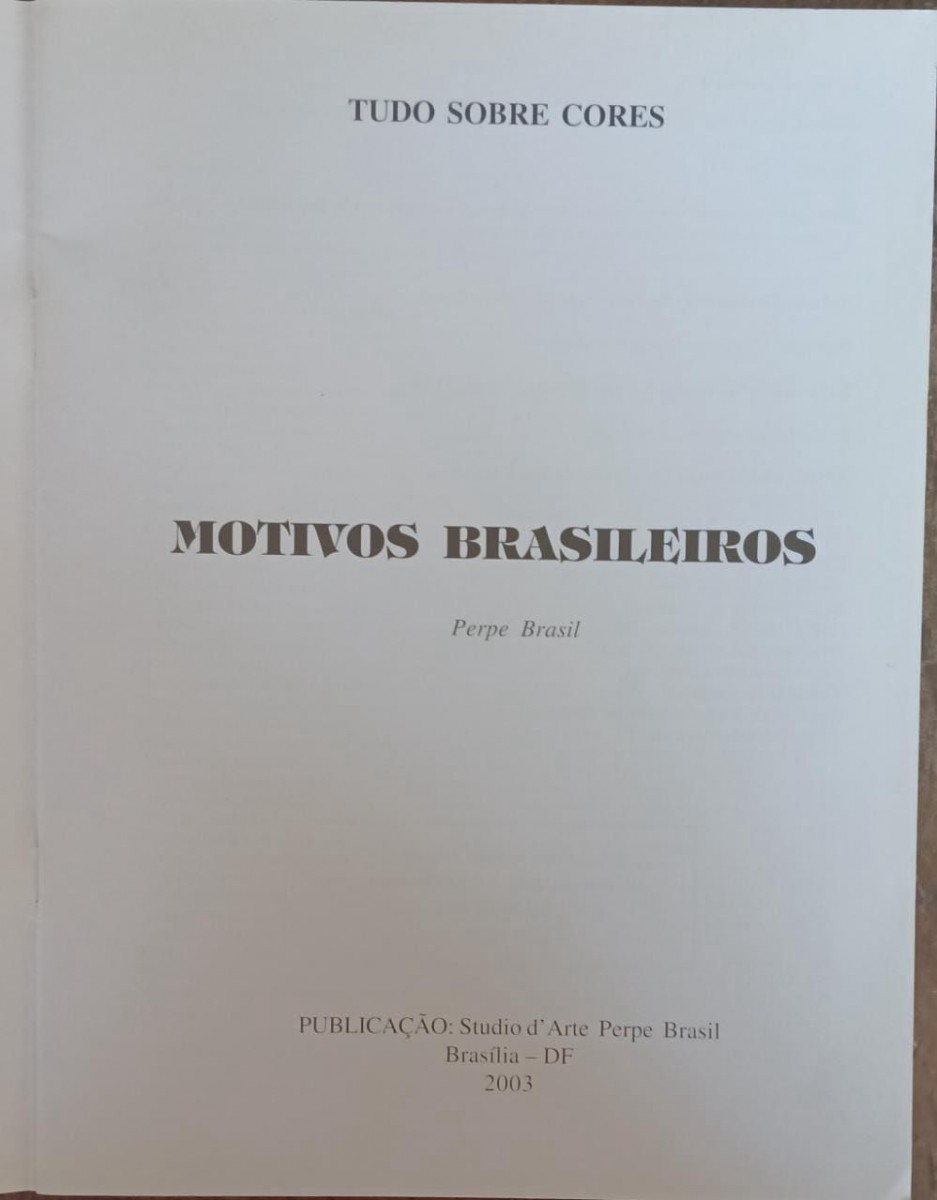 TUDO SOBRE CORES
MOTIVOS BRASILEIROS
Perpe Brasil
PUBLICAÇÃO: Studio d'Arte Perpe Brasil
Brasília – DF
2003